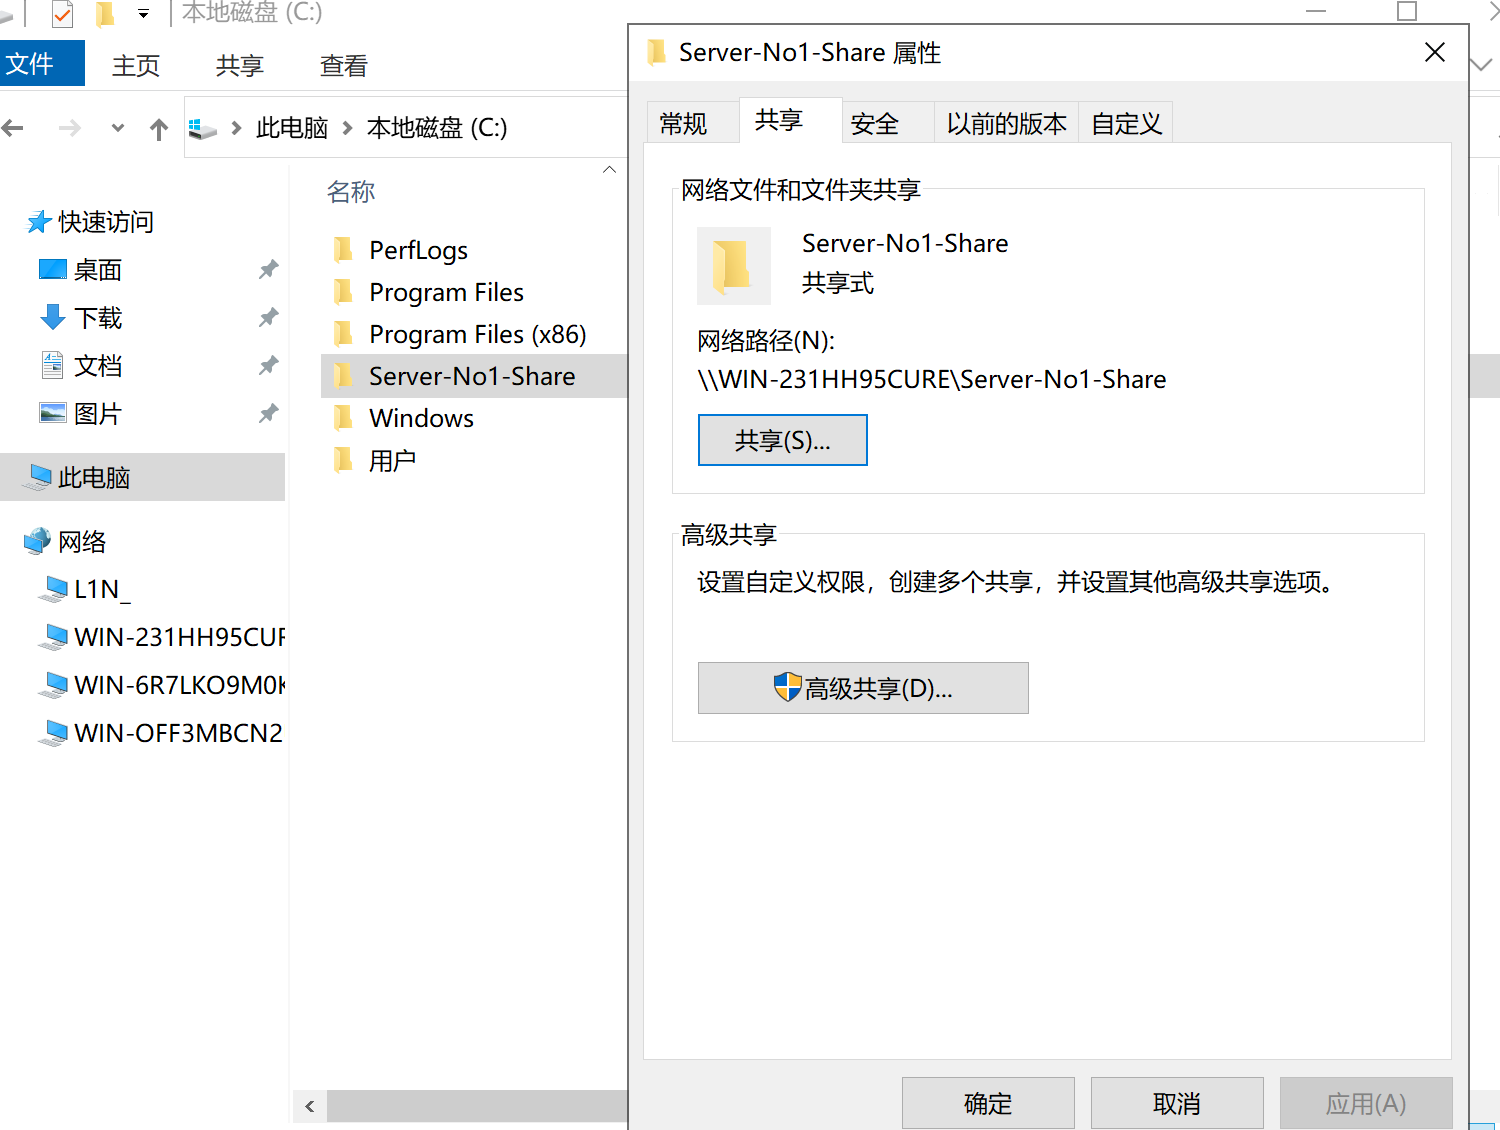 本地磁盘 (C:)
文件 主页 共享 查看
此电脑 本地磁盘 (C:)
快速访问
桌面
下载
文档
图片
此电脑
网络
L1N_
WIN-231HH95CUR
WIN-6R7LKO9M0K
WIN-OFF3MBCN2
名称
PerfLogs
Program Files
Program Files (x86)
Server-No1-Share
Windows
用户
Server-No1-Share 属性
常规 共享 安全 以前的版本 自定义
网络文件和文件夹共享
Server-No1-Share
共享式
网络路径(N):
\\WIN-231HH95CURE\Server-No1-Share
共享(S)...
高级共享
设置自定义权限，创建多个共享，并设置其他高级共享选项。
高级共享(D)...
确定 取消 应用(A)